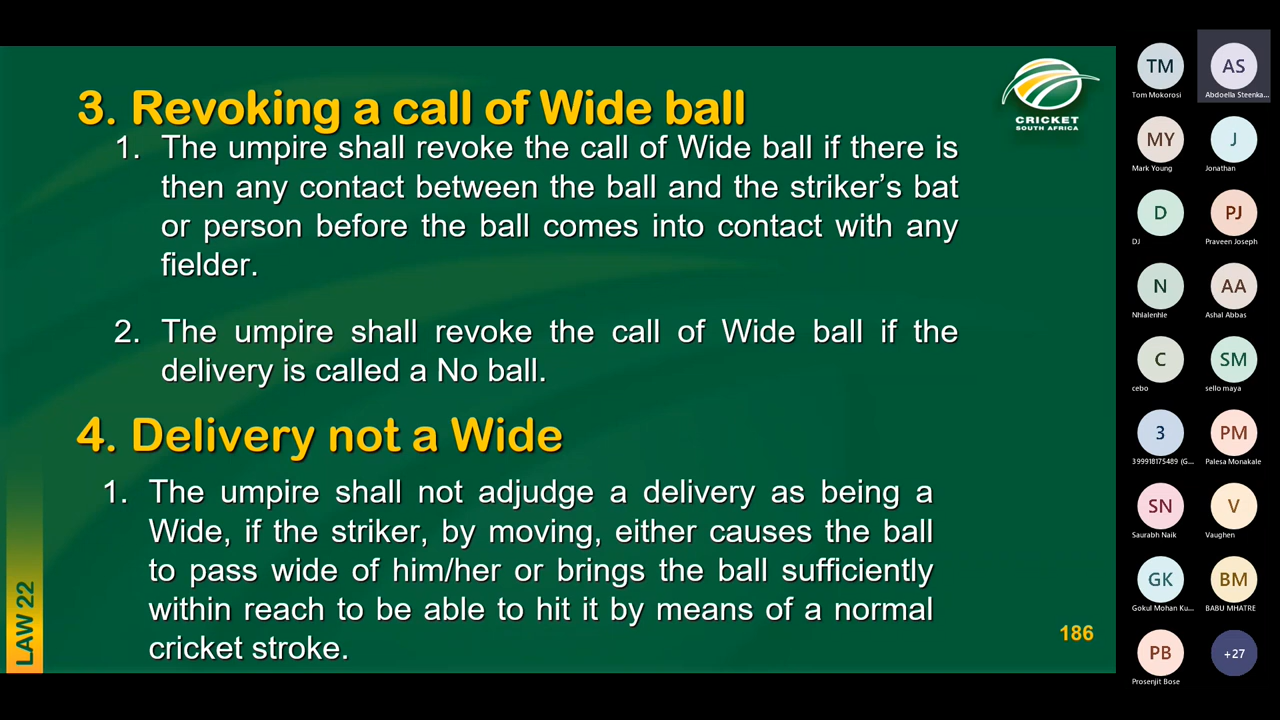 3. Revoking a call of Wide ball
1. The umpire shall revoke the call of Wide ball if there is
then any contact between the ball and the striker's bat
or person before the ball comes into contact with any
fielder.
2. The umpire shall revoke the call of Wide ball if the
delivery is called a No ball.
4. Delivery not a Wide
1. The umpire shall not adjudge a delivery as being a
Wide, if the striker, by moving, either causes the ball
to pass wide of him/her or brings the ball sufficiently
within reach to be able to hit it by means of a normal
cricket stroke.
LAW 22
186
CRICKET
SOUTH AFRICA
TM
Tom Mokorosi
AS
Abdoella Steenka...
MY
Mark Young
J
Jonathan
D
DJ
PJ
Praveen Joseph
N
Nhlalenhle
AA
Ashal Abbas
C
cebo
SM
sello maya
3
399918175489 (G...
PM
Palesa Monakale
SN
Saurabh Naik
V
Vaughen
GK
Gokul Mohan Ku...
BM
BABU MHATRE
PB
Prosenjit Bose
+27